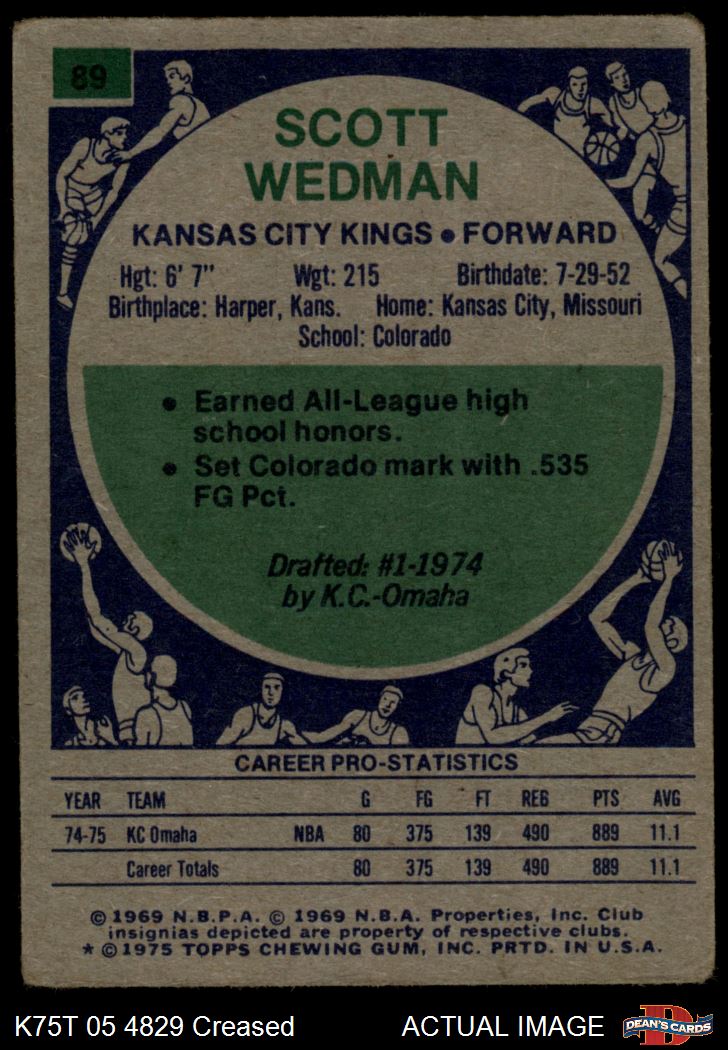 89
SCOTT
WEDMAN
KANSAS CITY KINGS • FORWARD
Hgt: 6' 7" Wgt: 215 Birthdate: 7-29-52
Birthplace: Harper, Kans. Home: Kansas City, Missouri
School: Colorado
• Earned All-League high
school honors.
• Set Colorado mark with .535
FG Pct.
Drafted: #1-1974
by K.C.-Omaha
CAREER PRO-STATISTICS
YEAR TEAM G FG FT REB PTS AVG
74-75 KC Omaha NBA 80 375 139 490 889 11.1
Career Totals 80 375 139 490 889 11.1
© 1969 N.B.P.A. © 1969 N.B.A. Properties, Inc. Club
insignias depicted are property of respective clubs.
* © 1975 TOPPS CHEWING GUM, INC. PRTD. IN U.S.A.
K75T 05 4829 Creased ACTUAL IMAGE
D
DEAN'S CARDS